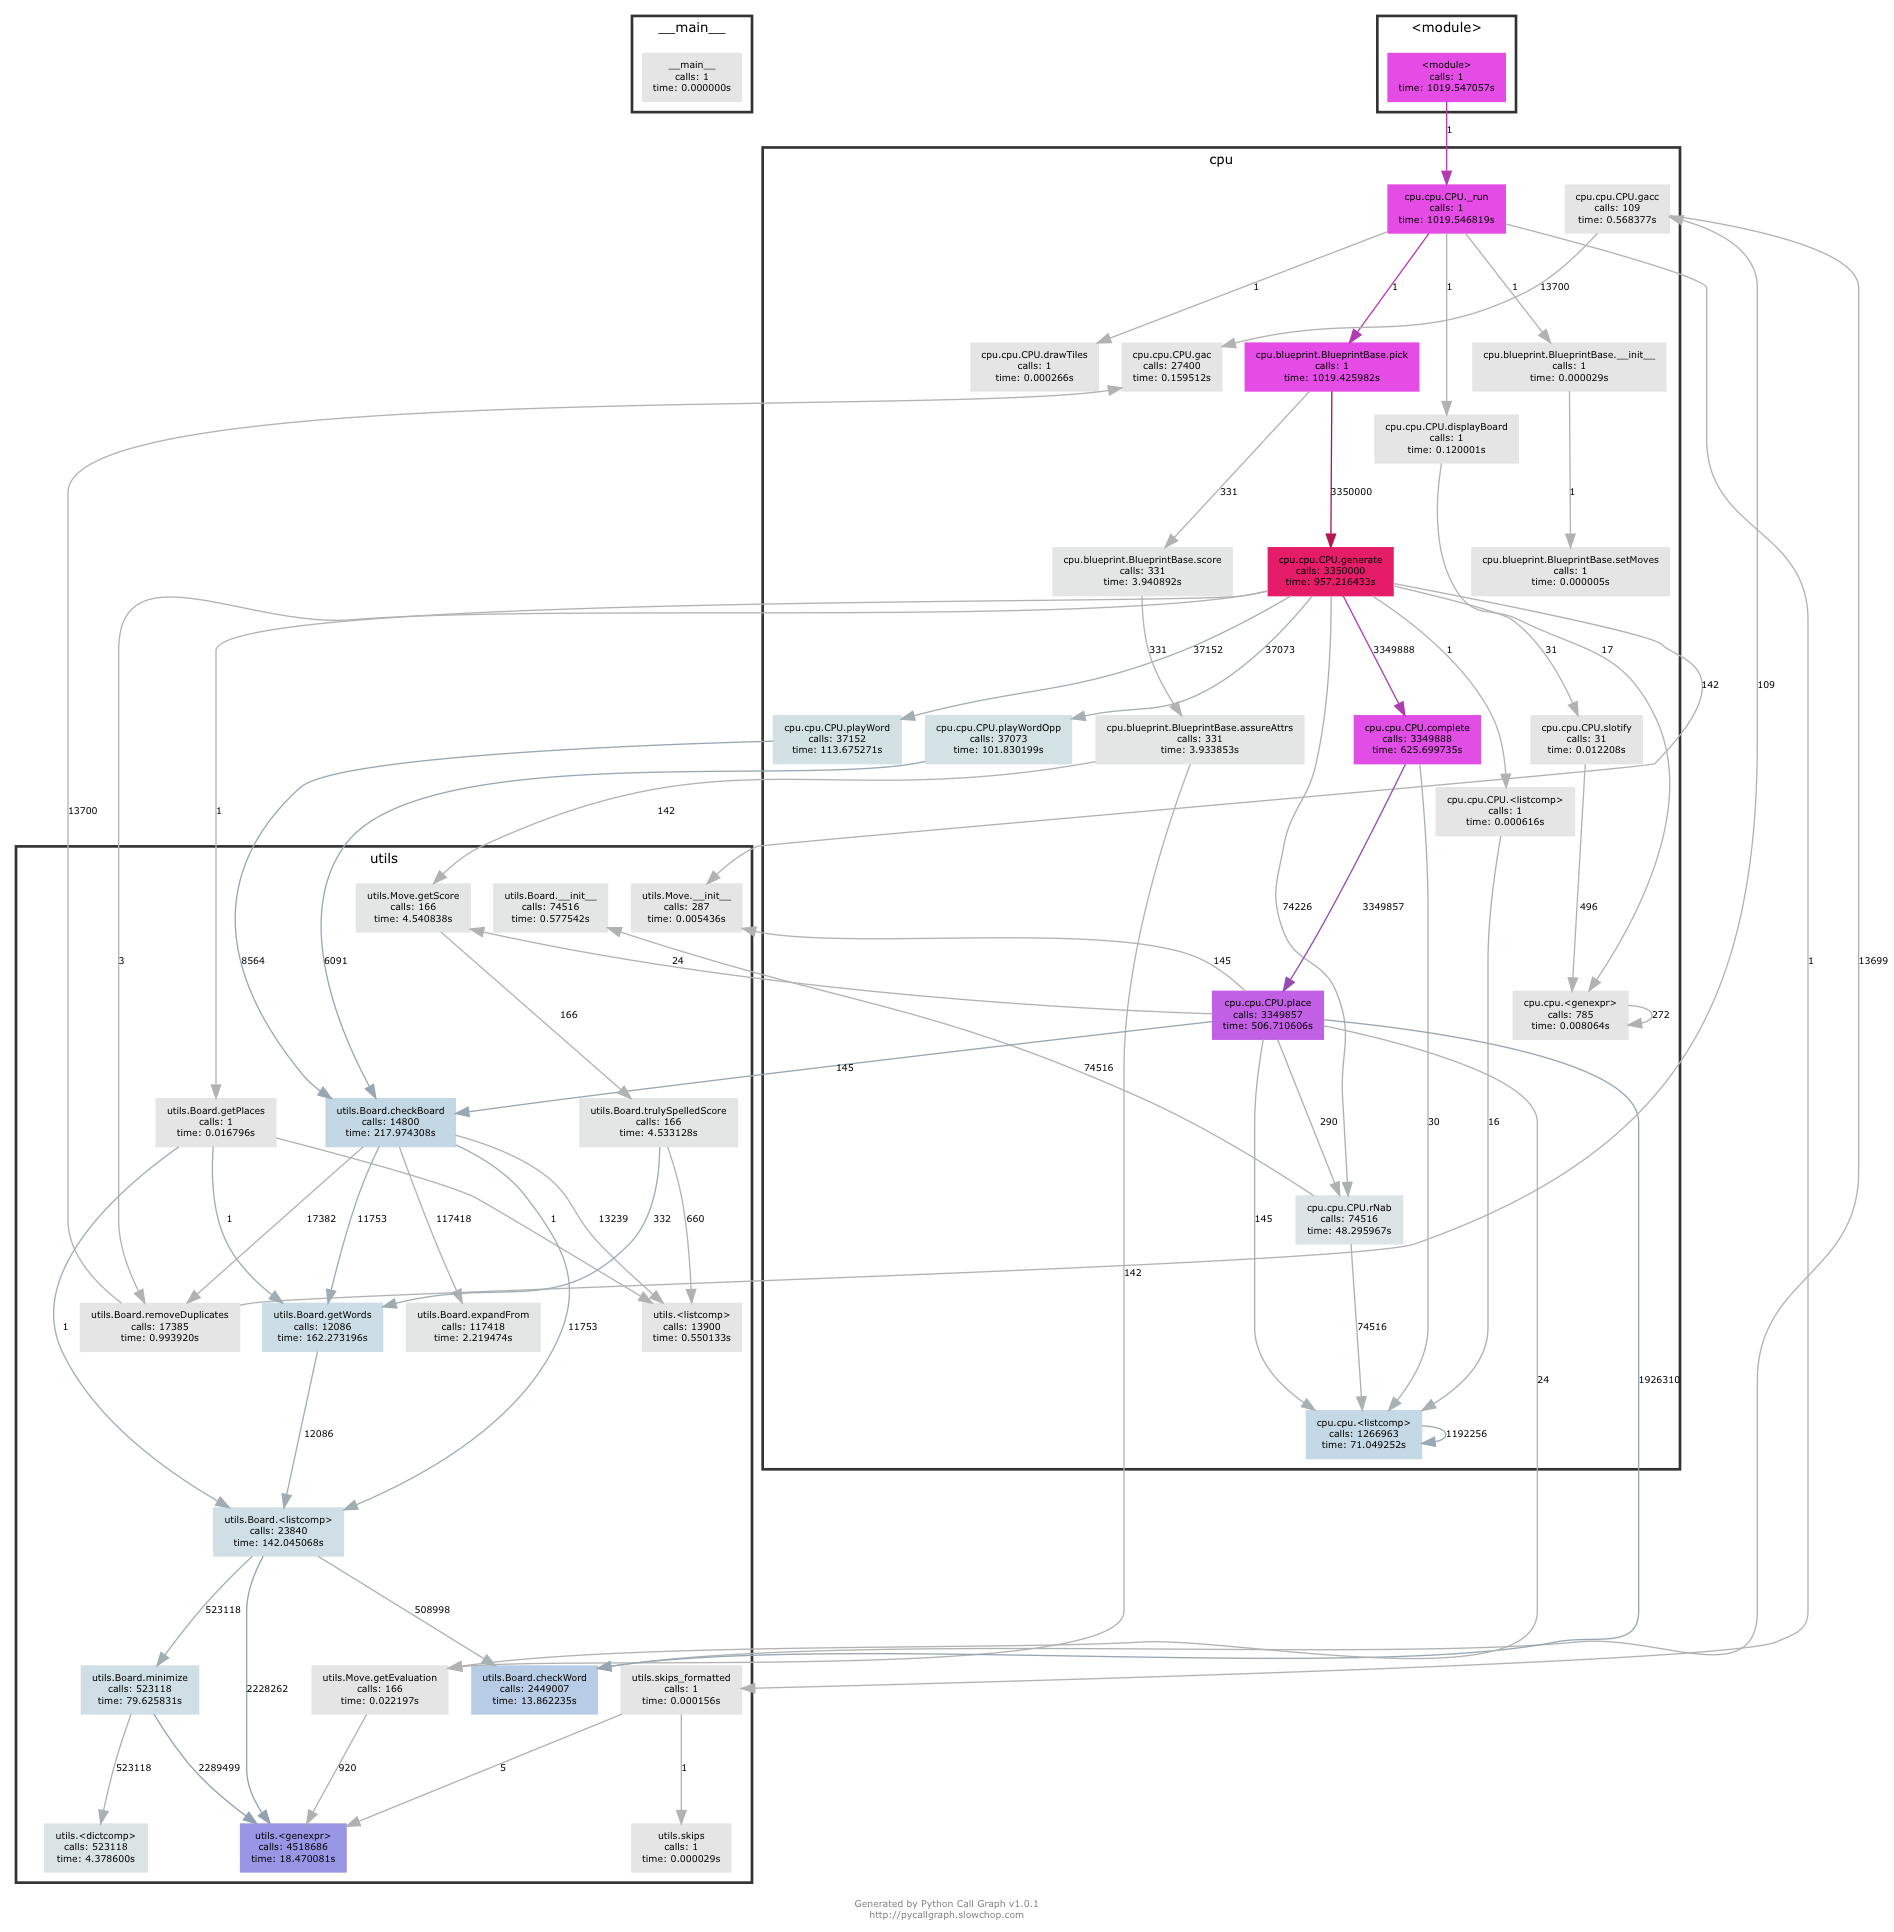 __main__
<module>
__main__
calls: 1
time: 0.000000s
<module>
calls: 1
time: 1019.547057s
1
cpu
cpu.cpu.CPU._run
calls: 1
time: 1019.546819s
cpu.cpu.CPU.gacc
calls: 109
time: 0.568377s
1
1
1
1
13700
cpu.cpu.CPU.drawTiles
calls: 1
time: 0.000266s
cpu.cpu.CPU.gac
calls: 27400
time: 0.159512s
cpu.blueprint.BlueprintBase.pick
calls: 1
time: 1019.425982s
cpu.blueprint.BlueprintBase.__init__
calls: 1
time: 0.000029s
cpu.cpu.CPU.displayBoard
calls: 1
time: 0.120001s
331
3350000
1
cpu.blueprint.BlueprintBase.score
calls: 331
time: 3.940892s
cpu.cpu.CPU.generate
calls: 3350000
time: 957.216433s
cpu.blueprint.BlueprintBase.setMoves
calls: 1
time: 0.000005s
331
37152
37073
3349888
1
31
17
142
109
cpu.cpu.CPU.playWord
calls: 37152
time: 113.675271s
cpu.cpu.CPU.playWordOpp
calls: 37073
time: 101.830199s
cpu.blueprint.BlueprintBase.assureAttrs
calls: 331
time: 3.933853s
cpu.cpu.CPU.complete
calls: 3349888
time: 625.699735s
cpu.cpu.CPU.slotify
calls: 31
time: 0.012208s
13700
1
142
cpu.cpu.CPU.<listcomp>
calls: 1
time: 0.000616s
utils
utils.Move.getScore
calls: 166
time: 4.540838s
utils.Board.__init__
calls: 74516
time: 0.577542s
utils.Move.__init__
calls: 287
time: 0.005436s
74226
3349857
496
3
8564
6091
24
145
1
13699
cpu.cpu.CPU.place
calls: 3349857
time: 506.710606s
cpu.cpu.<genexpr>
calls: 785
time: 0.008064s
272
166
145
74516
utils.Board.getPlaces
calls: 1
time: 0.016796s
utils.Board.checkBoard
calls: 14800
time: 217.974308s
utils.Board.trulySpelledScore
calls: 166
time: 4.533128s
290
30
16
1
17382
11753
117418
1
13239
332
660
145
cpu.cpu.CPU.rNab
calls: 74516
time: 48.295967s
142
utils.Board.removeDuplicates
calls: 17385
time: 0.993920s
utils.Board.getWords
calls: 12086
time: 162.273196s
utils.Board.expandFrom
calls: 117418
time: 2.219474s
utils.<listcomp>
calls: 13900
time: 0.550133s
1
11753
74516
24
1926310
12086
cpu.cpu.<listcomp>
calls: 1266963
time: 71.049252s
1192256
utils.Board.<listcomp>
calls: 23840
time: 142.045068s
523118
508998
utils.Board.minimize
calls: 523118
time: 79.625831s
2228262
utils.Move.getEvaluation
calls: 166
time: 0.022197s
utils.Board.checkWord
calls: 2449007
time: 13.862235s
utils.skips_formatted
calls: 1
time: 0.000156s
523118
2289499
920
5
1
utils.<dictcomp>
calls: 523118
time: 4.378600s
utils.<genexpr>
calls: 4518686
time: 18.470081s
utils.skips
calls: 1
time: 0.000029s
Generated by Python Call Graph v1.0.1
http://pycallgraph.slowchop.com